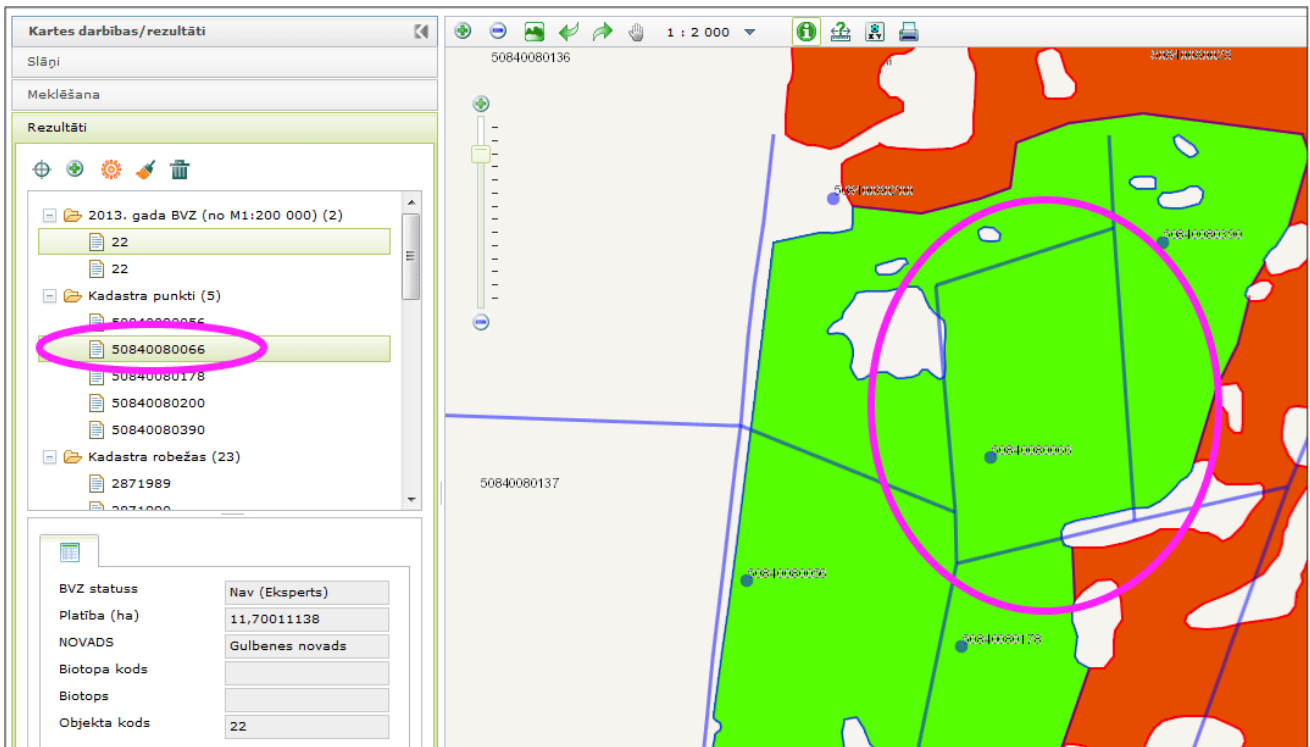 Kartes darbības/rezultāti
Slāņi
Meklēšana
Rezultāti
2013. gada BVZ (no M1:200 000) (2)
22
22
Kadastra punkti (5)
50840080066
50840080178
50840080200
50840080390
Kadastra robežas (23)
2871989
BVZ statuss
Nav (Eksperts)
Platība (ha)
11,70011138
NOVADS
Gulbenes novads
Biotopa kods
Biotops
Objekta kods
22
1 : 2 000
50840080136
50840080390
50840080066
50840080137
50840080178